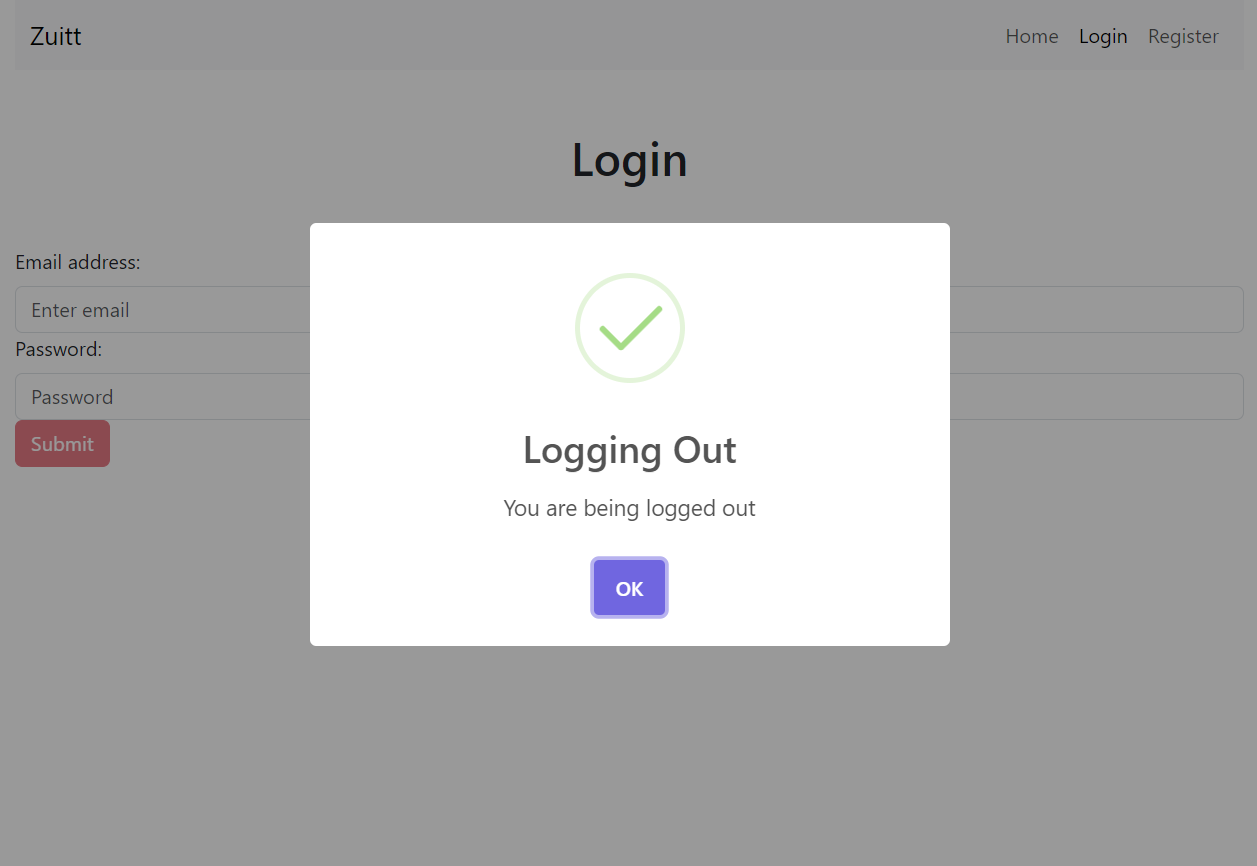 Zuitt
Home Login Register
Login
Email address:
Enter email
Password:
Password
Submit
Logging Out
You are being logged out
OK